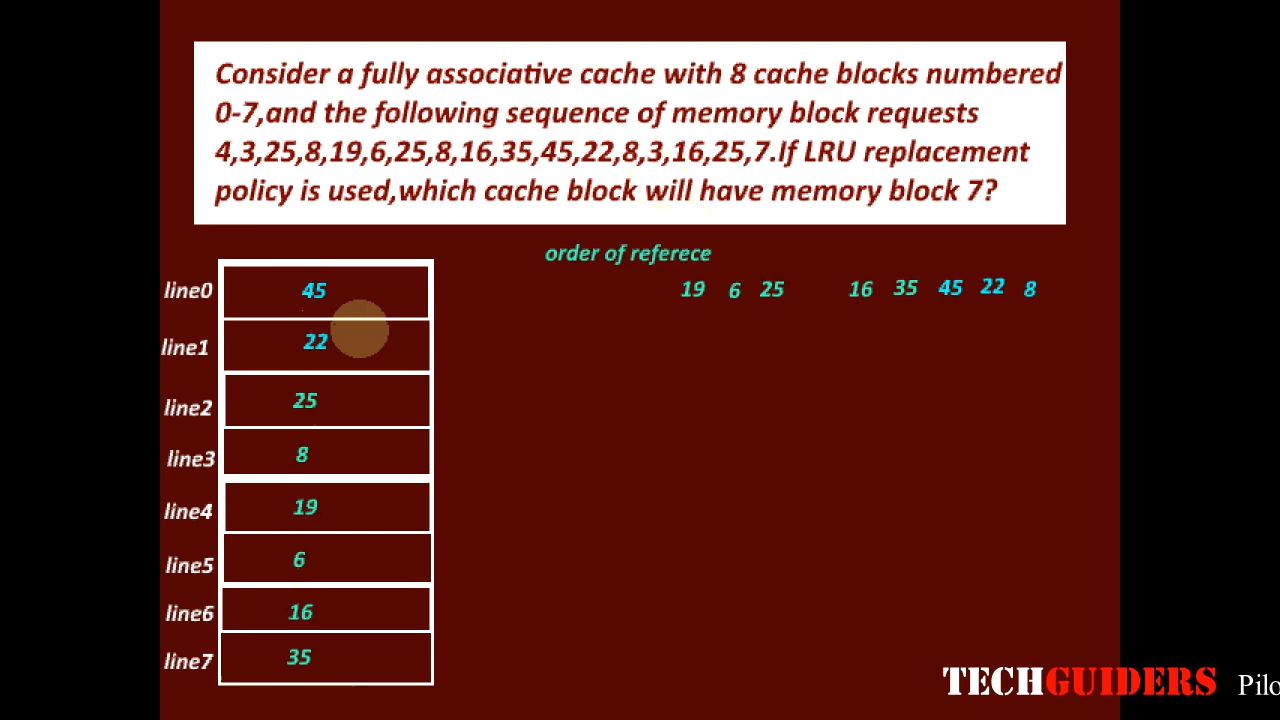 Consider a fully associative cache with 8 cache blocks numbered
0-7,and the following sequence of memory block requests
4,3,25,8,19,6,25,8,16,35,45,22,8,3,16,25,7.If LRU replacement
policy is used,which cache block will have memory block 7?
order of referece
19 6 25 16 35 45 22 8
line0 45
line1 22
line2 25
line3 8
line4 19
line5 6
line6 16
line7 35
TECHGUIDERS Pilo